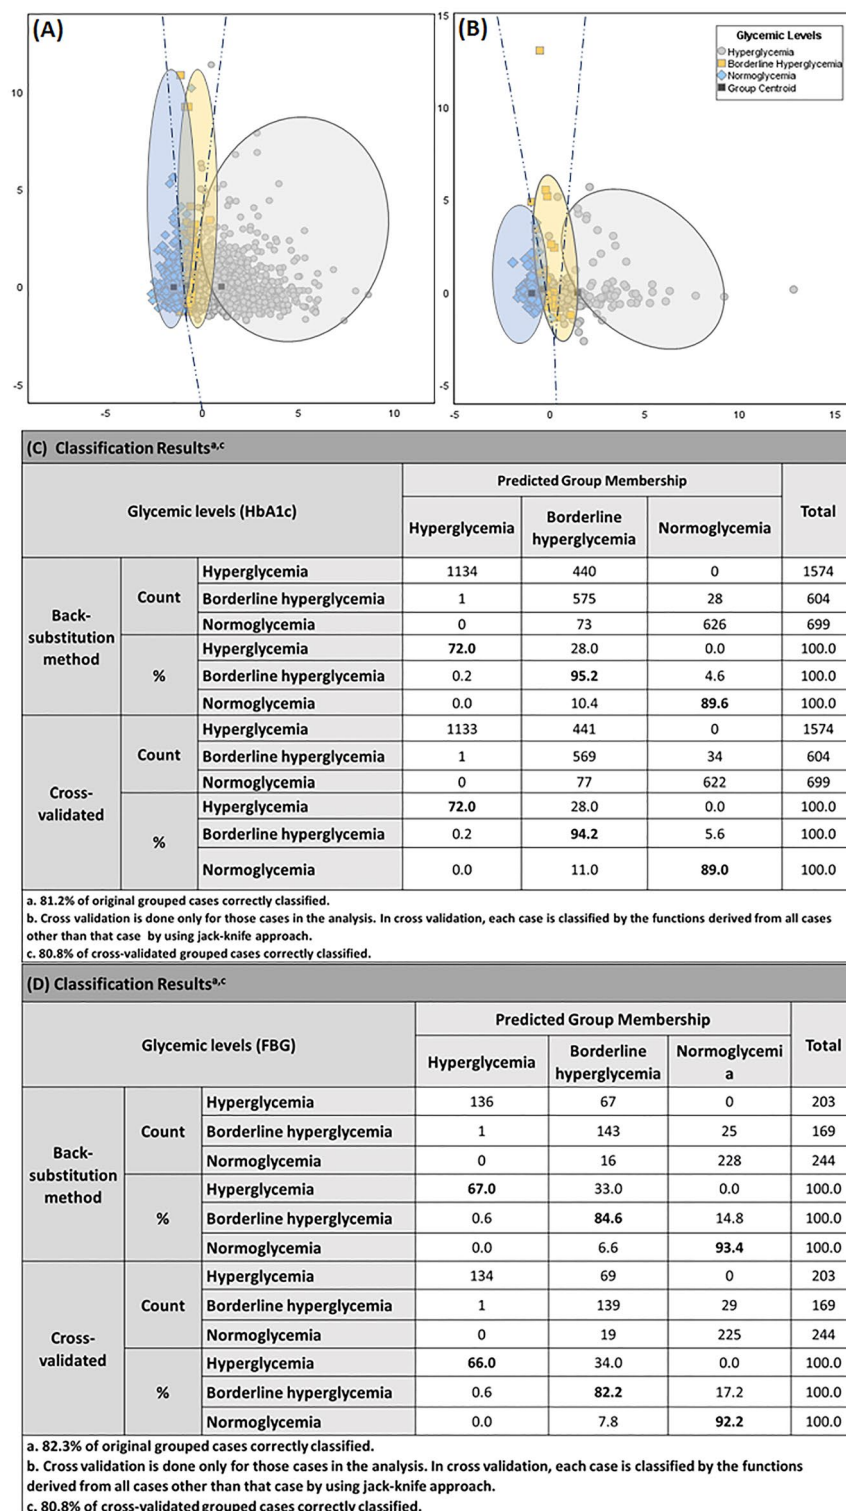 (A)
10
5
0
-5
-5
0
5
10
(B)
15
10
5
0
-5
-5
0
5
10
15
Glycemic Levels
Hyperglycemia
Borderline Hyperglycemia
Normoglycemia
Group Centroid
(C) Classification Resultsa,c
Glycemic levels (HbA1c)
Predicted Group Membership
Total
Hyperglycemia
Borderline
hyperglycemia
Normoglycemia
Back-
substitution
method
Count
Hyperglycemia 1134 440 0 1574
Borderline hyperglycemia 1 575 28 604
Normoglycemia 0 73 626 699
%
Hyperglycemia 72.0 28.0 0.0 100.0
Borderline hyperglycemia 0.2 95.2 4.6 100.0
Normoglycemia 0.0 10.4 89.6 100.0
Cross-
validated
Count
Hyperglycemia 1133 441 0 1574
Borderline hyperglycemia 1 569 34 604
Normoglycemia 0 77 622 699
%
Hyperglycemia 72.0 28.0 0.0 100.0
Borderline hyperglycemia 0.2 94.2 5.6 100.0
Normoglycemia 0.0 11.0 89.0 100.0
a. 81.2% of original grouped cases correctly classified.
b. Cross validation is done only for those cases in the analysis. In cross validation, each case is classified by the functions derived from all cases
other than that case by using jack-knife approach.
c. 80.8% of cross-validated grouped cases correctly classified.
(D) Classification Resultsa,c
Glycemic levels (FBG)
Predicted Group Membership
Total
Hyperglycemia
Borderline
hyperglycemia
Normoglycemi
a
Back-
substitution
method
Count
Hyperglycemia 136 67 0 203
Borderline hyperglycemia 1 143 25 169
Normoglycemia 0 16 228 244
%
Hyperglycemia 67.0 33.0 0.0 100.0
Borderline hyperglycemia 0.6 84.6 14.8 100.0
Normoglycemia 0.0 6.6 93.4 100.0
Cross-
validated
Count
Hyperglycemia 134 69 0 203
Borderline hyperglycemia 1 139 29 169
Normoglycemia 0 19 225 244
%
Hyperglycemia 66.0 34.0 0.0 100.0
Borderline hyperglycemia 0.6 82.2 17.2 100.0
Normoglycemia 0.0 7.8 92.2 100.0
a. 82.3% of original grouped cases correctly classified.
b. Cross validation is done only for those cases in the analysis. In cross validation, each case is classified by the functions
derived from all cases other than that case by using jack-knife approach.
c. 80.8% of cross-validated grouped cases correctly classified.